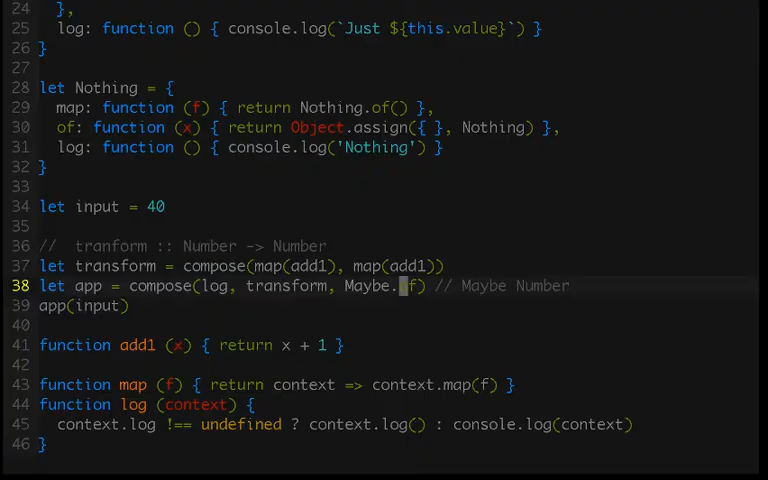 24   },
25   log: function () { console.log(`Just ${this.value}`) }
26 }
27
28 let Nothing = {
29   map: function (f) { return Nothing.of() },
30   of: function (x) { return Object.assign({ }, Nothing) },
31   log: function () { console.log('Nothing') }
32 }
33
34 let input = 40
35
36 //  tranform :: Number -> Number
37 let transform = compose(map(add1), map(add1))
38 let app = compose(log, transform, Maybe.of) // Maybe Number
39 app(input)
40
41 function add1 (x) { return x + 1 }
42
43 function map (f) { return context => context.map(f) }
44 function log (context) {
45   context.log !== undefined ? context.log() : console.log(context)
46 }